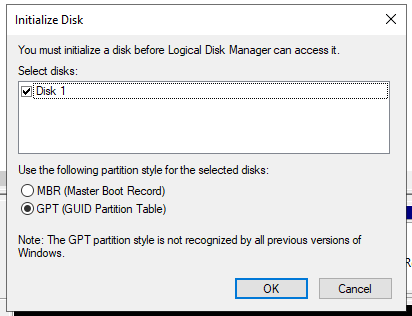 Initialize Disk
You must initialize a disk before Logical Disk Manager can access it.
Select disks:
Disk 1
Use the following partition style for the selected disks:
MBR (Master Boot Record)
GPT (GUID Partition Table)
Note: The GPT partition style is not recognized by all previous versions of
Windows.
R
OK
Cancel